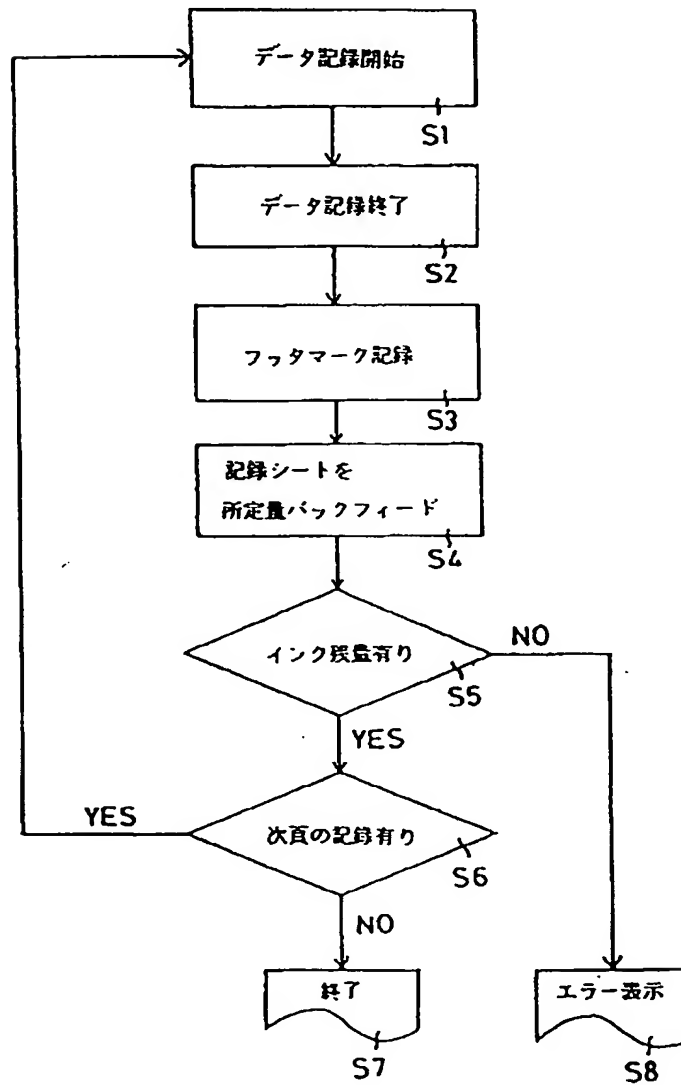 データ記録開始
S1
データ記録終了
S2
フッタマーク記録
S3
記録シートを
所定量バックフィード
S4
インク残量有り
NO
S5
YES
YES
次頁の記録有り
S6
NO
終了
S7
エラー表示
S8